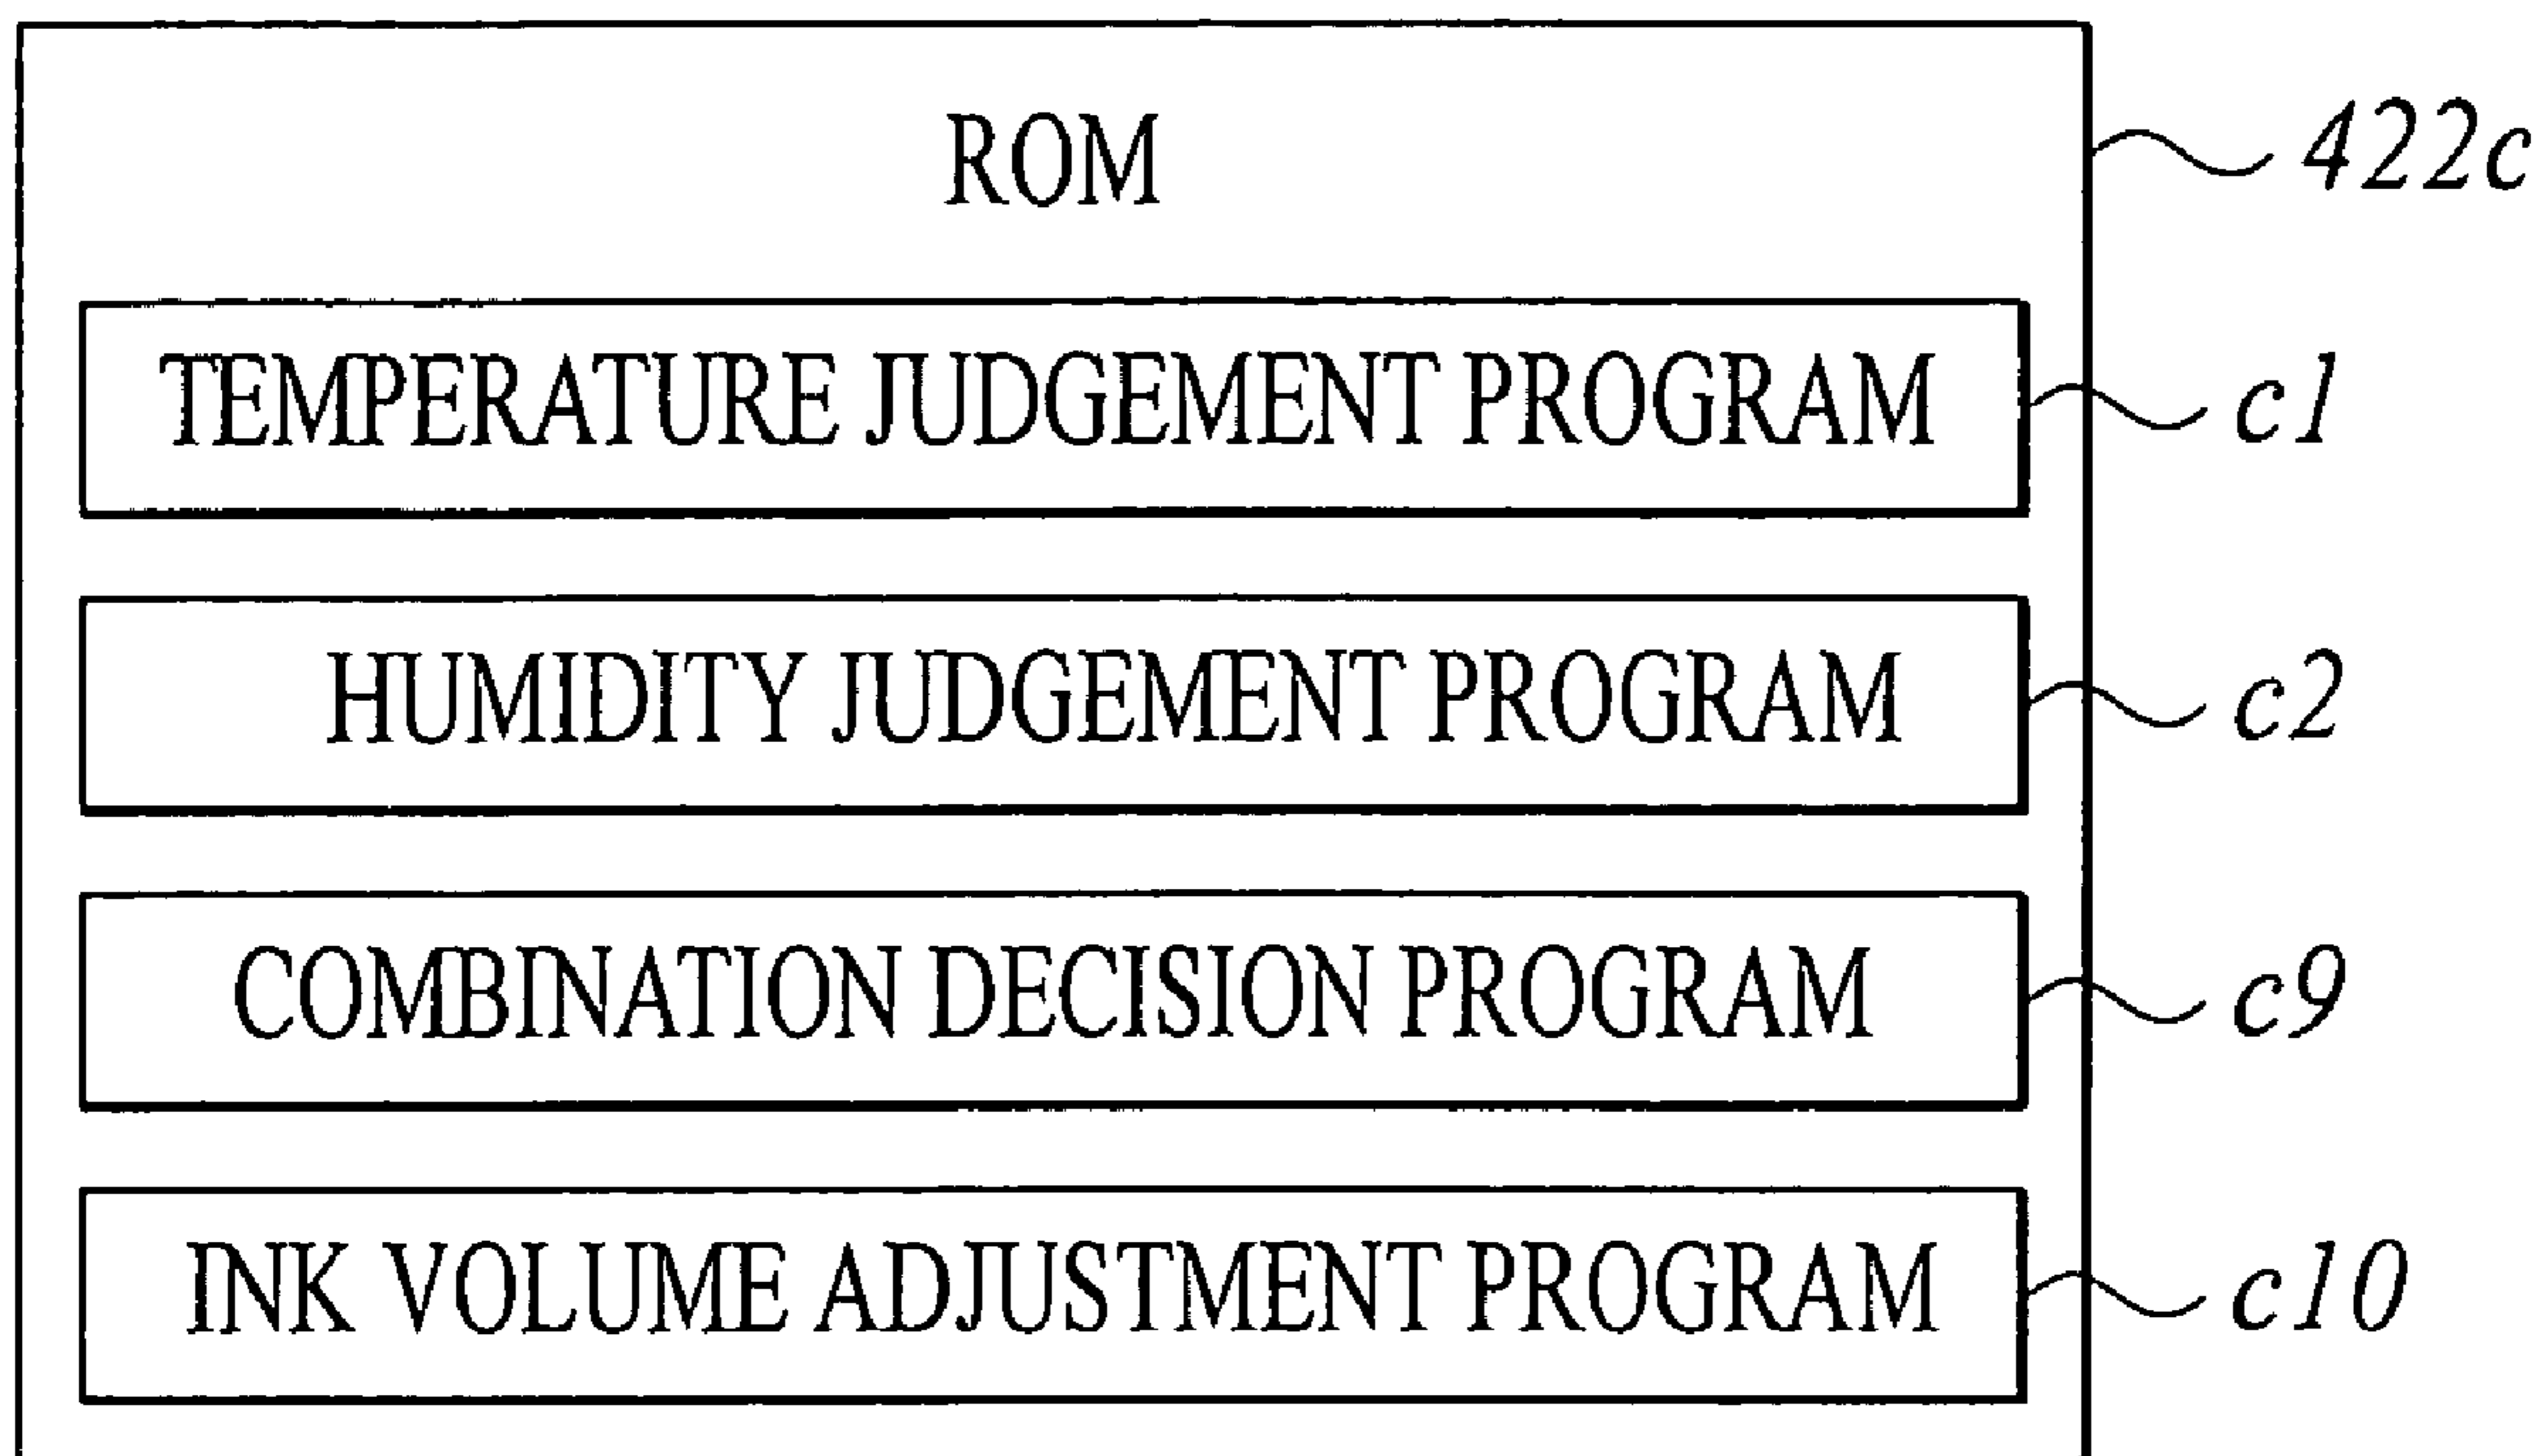 ROM 422c
TEMPERATURE JUDGEMENT PROGRAM c1
HUMIDITY JUDGEMENT PROGRAM c2
COMBINATION DECISION PROGRAM c9
INK VOLUME ADJUSTMENT PROGRAM c10